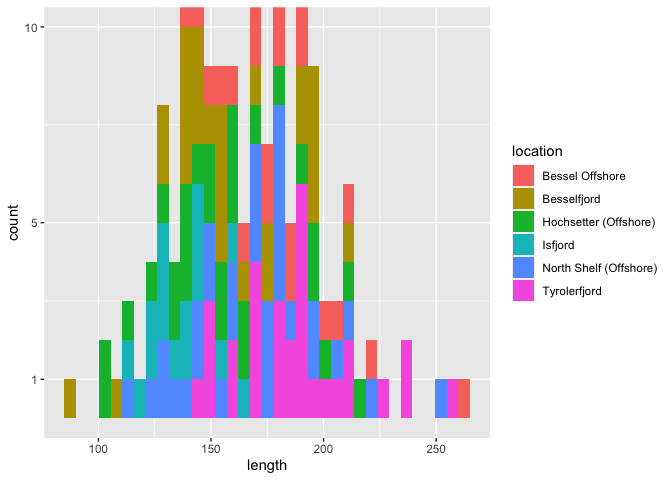 10
5
1
count
100
150
200
250
length
location
Bessel Offshore
Besselfjord
Hochsetter (Offshore)
Isfjord
North Shelf (Offshore)
Tyrolerfjord